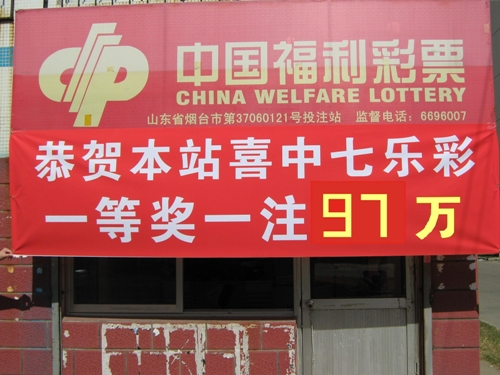 中国福利彩票
CHINA WELFARE LOTTERY
山东省烟台市第37060121号投注站 监督电话：6696007
恭贺本站喜中七乐彩
一等奖一注97万